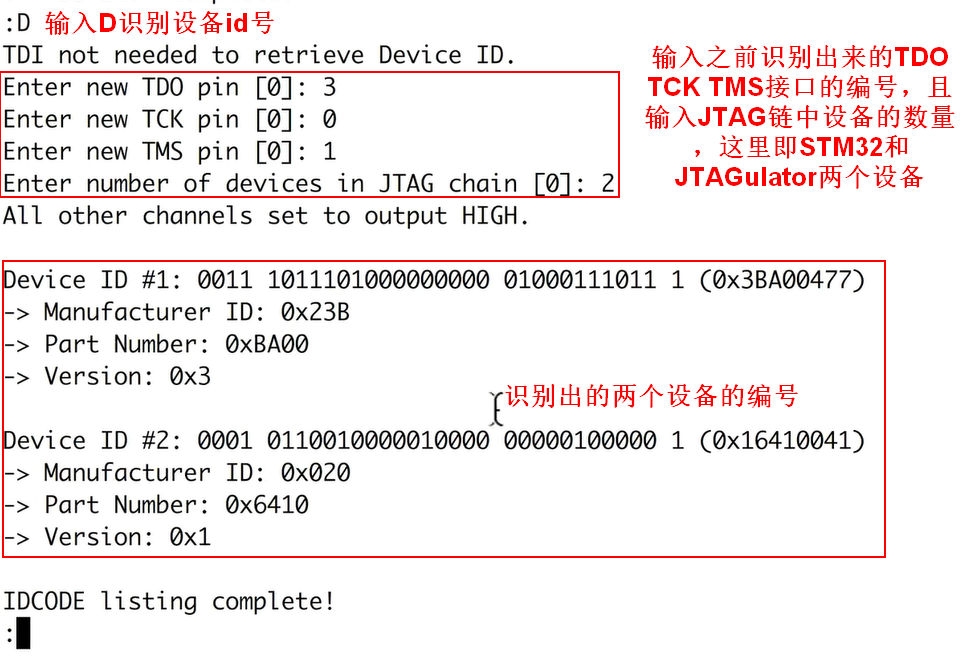 :D 输入D识别设备id号
TDI not needed to retrieve Device ID.
Enter new TDO pin [0]: 3
Enter new TCK pin [0]: 0
Enter new TMS pin [0]: 1
Enter number of devices in JTAG chain [0]: 2
All other channels set to output HIGH.
输入之前识别出来的TDO
TCK TMS接口的编号，且
输入JTAG链中设备的数量
，这里即STM32和
JTAGulator两个设备
Device ID #1: 0011 1011101000000000 01000111011 1 (0x3BA00477)
-> Manufacturer ID: 0x23B
-> Part Number: 0xBA00
-> Version: 0x3
识别出的两个设备的编号
Device ID #2: 0001 0110010000010000 00000100000 1 (0x16410041)
-> Manufacturer ID: 0x020
-> Part Number: 0x6410
-> Version: 0x1
IDCODE listing complete!
: